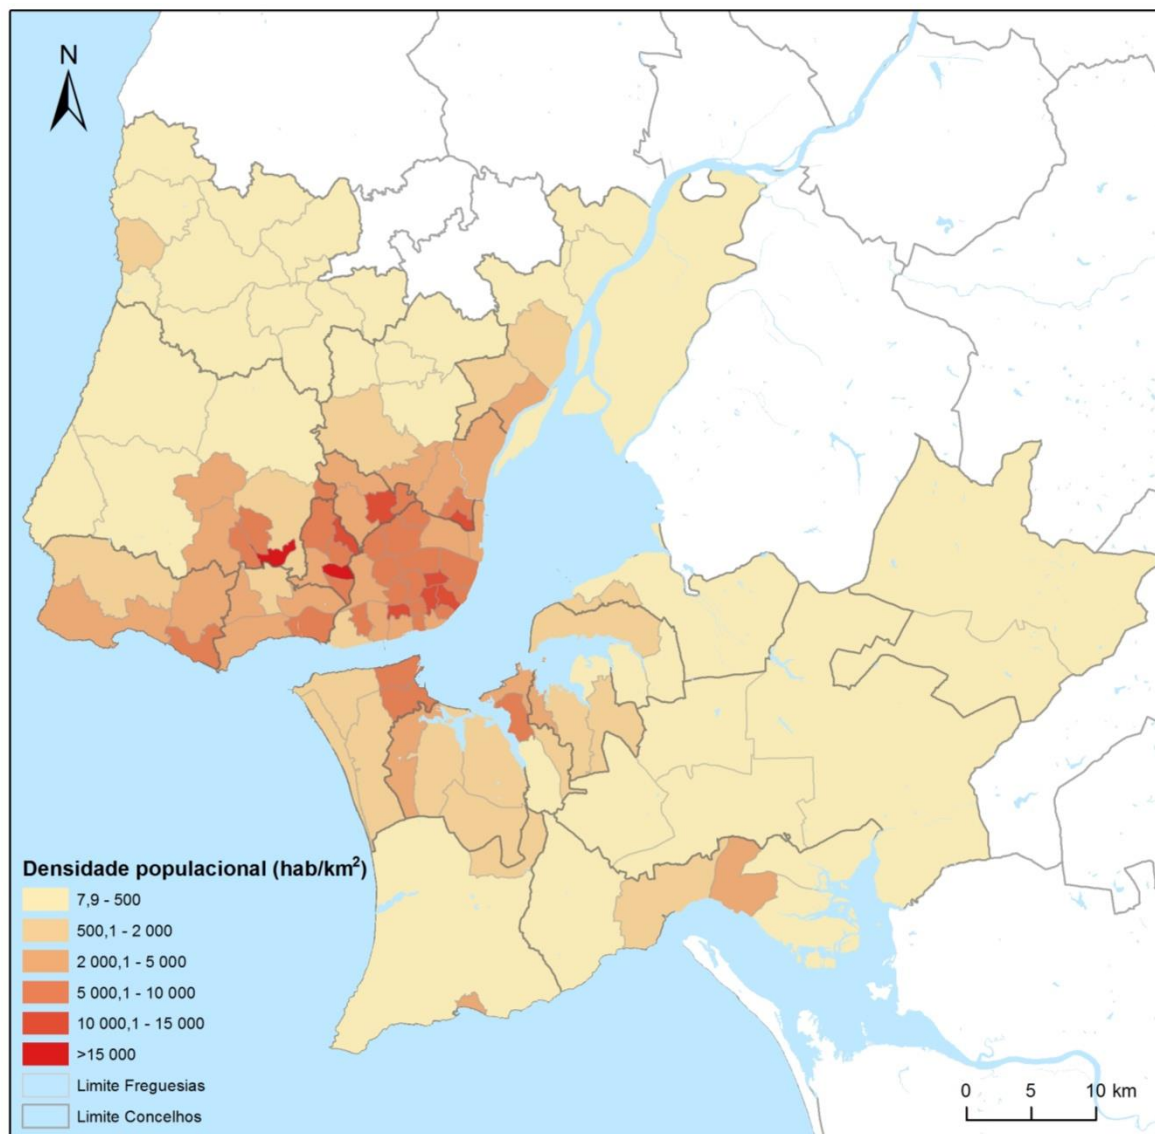 N
Densidade populacional (hab/km²)
7,9 - 500
500,1 - 2 000
2 000,1 - 5 000
5 000,1 - 10 000
10 000,1 - 15 000
>15 000
Limite Freguesias
Limite Concelhos
0 5 10 km